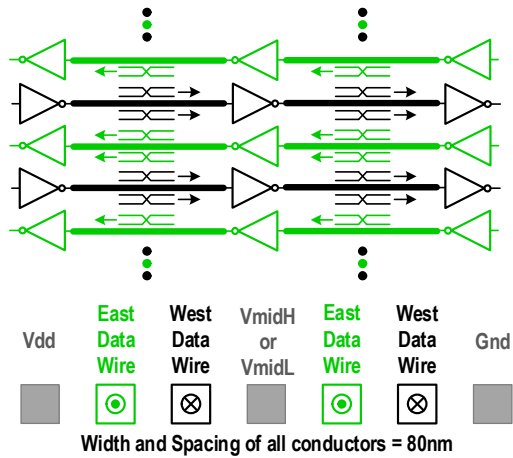 East West VmidH East West
Vdd Data Data or Data Data Gnd
Wire Wire VmidL Wire Wire
Width and Spacing of all conductors = 80nm